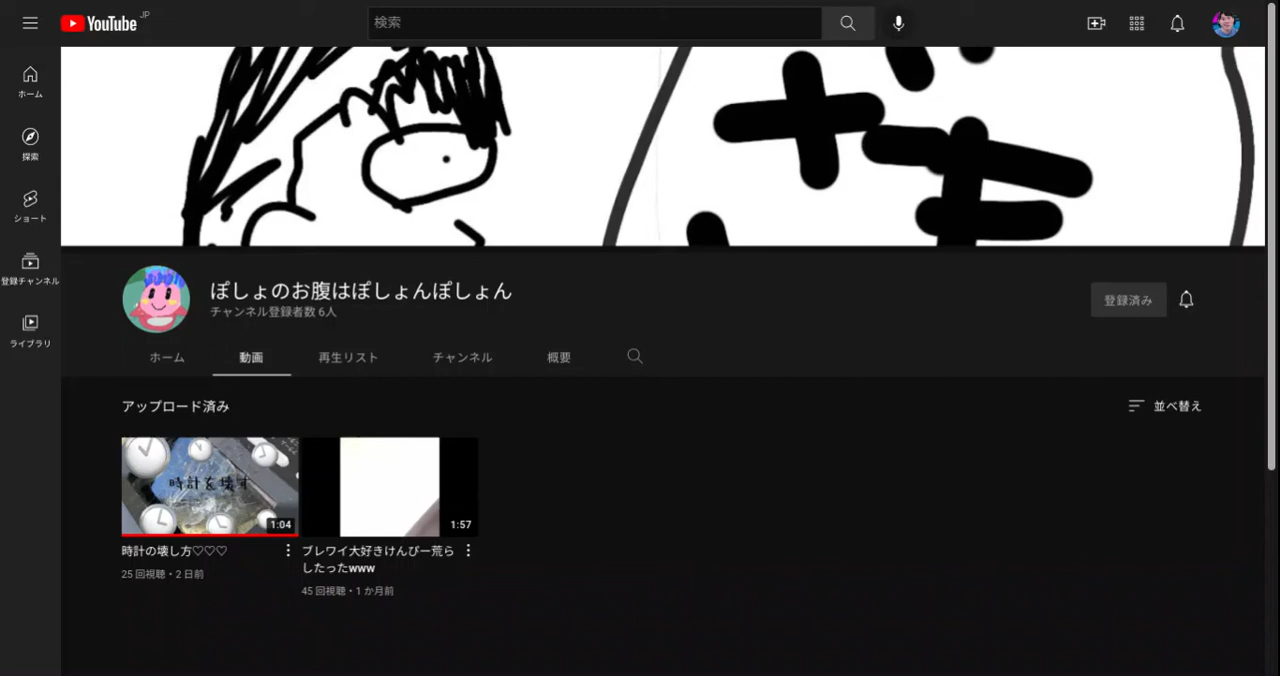 YouTube JP
検索
ホーム
探索
ショート
登録チャンネル
ライブラリ
ぽしょのお腹はぽしょんぽしょん
チャンネル登録者数 6人
登録済み
ホーム 動画 再生リスト チャンネル 概要
アップロード済み
並べ替え
時計を壊す
1:04
1:57
時計の壊し方♡♡♡
25 回視聴・2 日前
ブレワイ大好きけんぴー荒ら
したったwww
45 回視聴・1 か月前